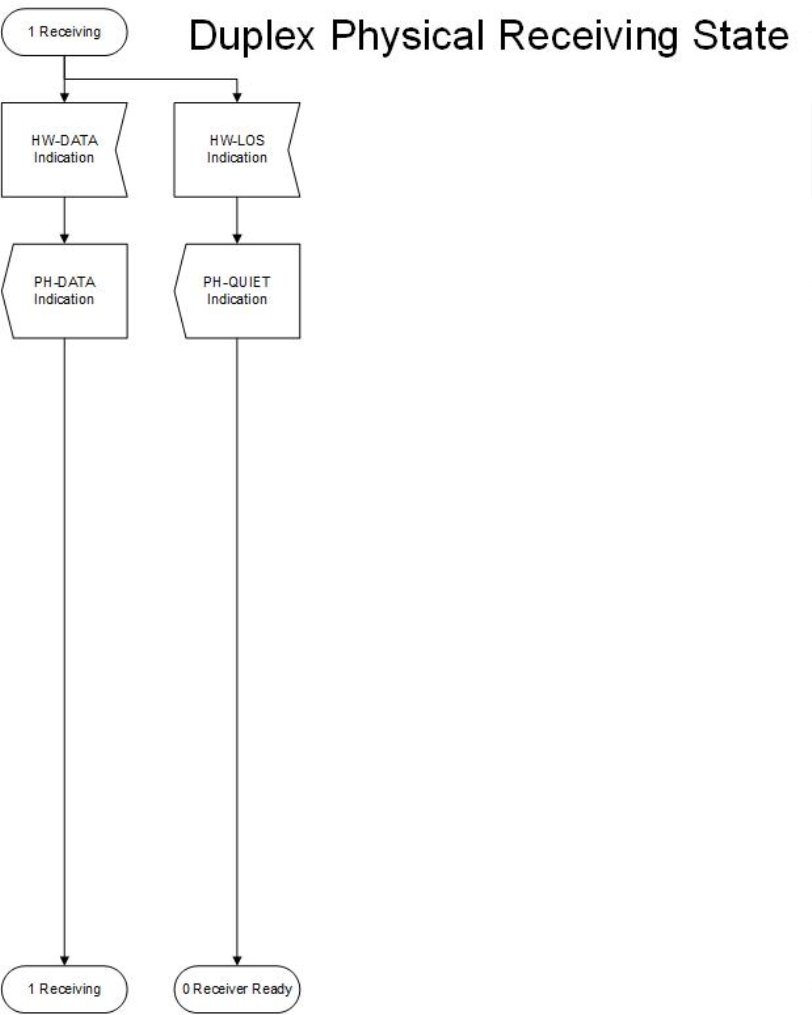 1 Receiving
Duplex Physical Receiving State
HW-DATA
Indication
HW-LOS
Indication
PH-DATA
Indication
PH-QUIET
Indication
1 Receiving
0 Receiver Ready